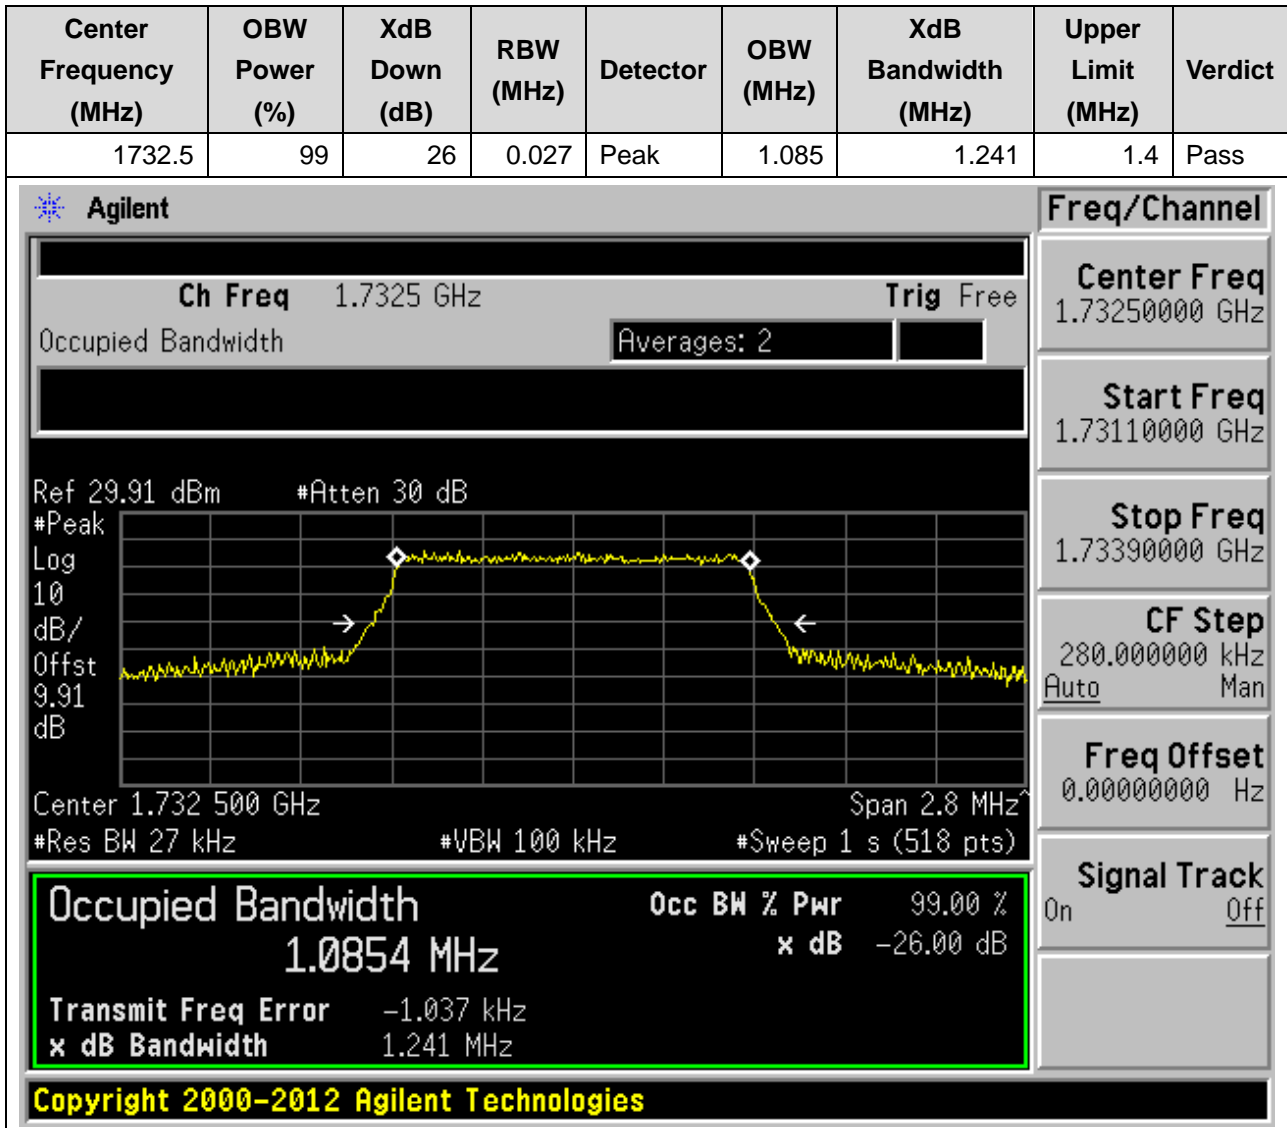 Center Frequency (MHz) OBW Power (%) XdB Down (dB) RBW (MHz) Detector OBW (MHz) XdB Bandwidth (MHz) Upper Limit (MHz) Verdict
1732.5 99 26 0.027 Peak 1.085 1.241 1.4 Pass
Agilent
Freq/Channel
Ch Freq 1.7325 GHz Trig Free
Occupied Bandwidth Averages: 2
Center Freq
1.73250000 GHz
Start Freq
1.73110000 GHz
Stop Freq
1.73390000 GHz
CF Step
280.000000 kHz
Auto Man
Freq Offset
0.00000000 Hz
Signal Track
On Off
Ref 29.91 dBm #Atten 30 dB
#Peak
Log
10
dB/
Offst
9.91
dB
Center 1.732 500 GHz Span 2.8 MHz^
#Res BW 27 kHz #VBW 100 kHz #Sweep 1 s (518 pts)
Occupied Bandwidth Occ BW % Pwr 99.00 %
1.0854 MHz x dB -26.00 dB
Transmit Freq Error -1.037 kHz
x dB Bandwidth 1.241 MHz
Copyright 2000-2012 Agilent Technologies